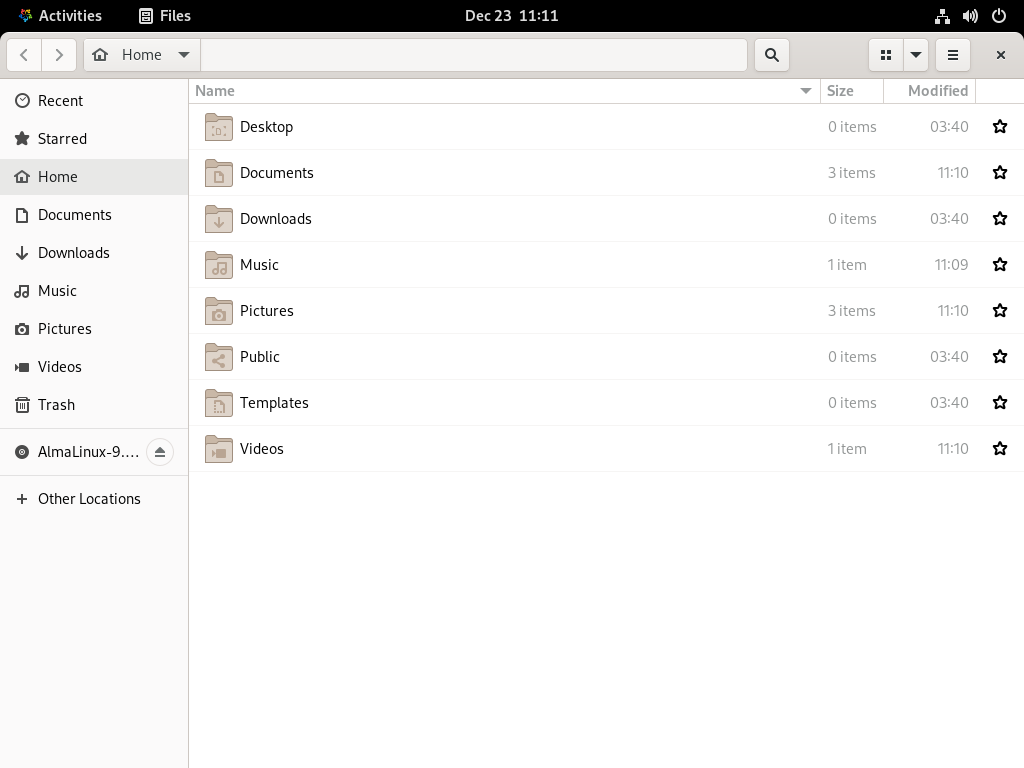 Activities Files Dec 23 11:11
Home
Name Size Modified
Recent
Starred
Home
Documents
Downloads
Music
Pictures
Videos
Trash
AlmaLinux-9....
Other Locations
Desktop 0 items 03:40
Documents 3 items 11:10
Downloads 0 items 03:40
Music 1 item 11:09
Pictures 3 items 11:10
Public 0 items 03:40
Templates 0 items 03:40
Videos 1 item 11:10